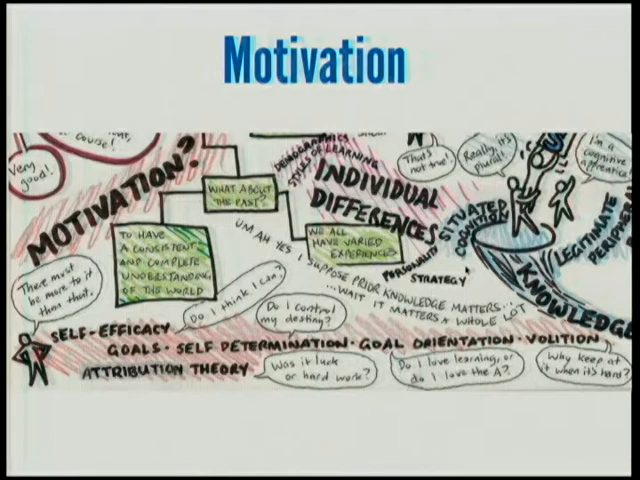 Motivation
course!
Very
good!
MOTIVATION?
WHAT ABOUT
THE PAST?
TO HAVE
A CONSISTENT
AND COMPLETE
UNDERSTANDING
OF THE WORLD
WE ALL
HAVE VARIED
EXPERIENCES
DEMOGRAPHICS
STYLES OF LEARNING
INDIVIDUAL
DIFFERENCES
PERSONALITY
STRATEGY
UM AH YES I SUPPOSE PRIOR KNOWLEDGE MATTERS...
...WAIT IT MATTERS A WHOLE LOT
That's
not true!
Really, it's
plural!
I'm a
cognitive
apprentice!
SITUATED
COGNITION
LEGITIMATE
KNOWLEDGE
There must
be more to it
than that.
Do I think I can?
Do I control
my destiny?
SELF-EFFICACY
GOALS · SELF DETERMINATION · GOAL ORIENTATION · VOLITION
ATTRIBUTION THEORY
Was it luck
or hard work?
Do I love learning, or
do I love the A?
Why keep at
it when it's hard?